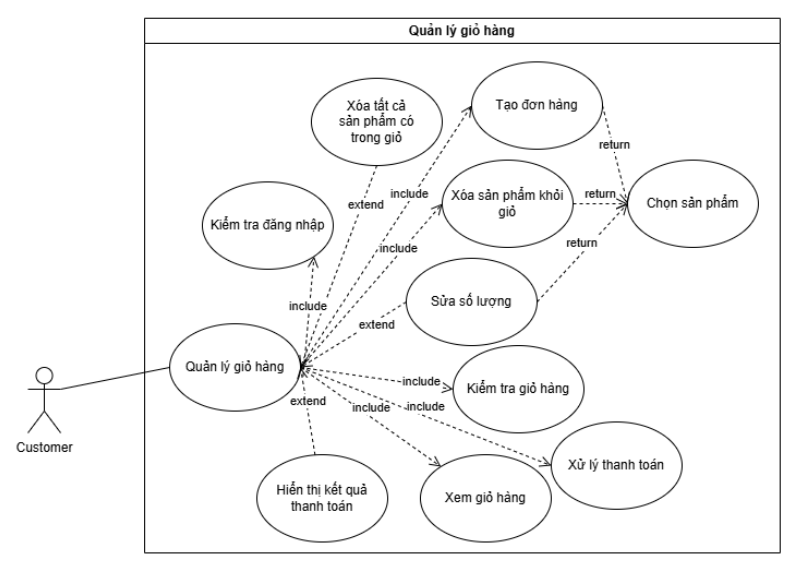 Quản lý giỏ hàng
Xóa tất cả
sản phẩm có
trong giỏ
Tạo đơn hàng
return
include
extend
Xóa sản phẩm khỏi
giỏ
return
Chọn sản phẩm
Kiểm tra đăng nhập
include
return
include
Sửa số lượng
extend
Quản lý giỏ hàng
include
Kiểm tra giỏ hàng
extend
include
include
Customer
Xử lý thanh toán
Hiển thị kết quả
thanh toán
Xem giỏ hàng